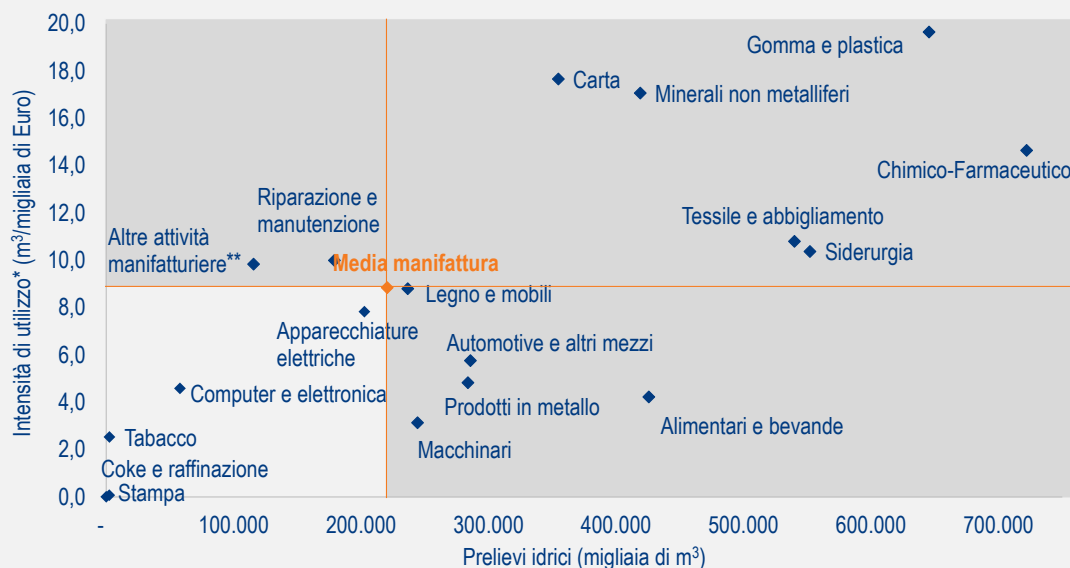 20,0
18,0
16,0
14,0
12,0
10,0
8,0
6,0
4,0
2,0
0,0
Intensità di utilizzo* (m³/migliaia di Euro)
Gomma e plastica
Carta
Minerali non metalliferi
Chimico-Farmaceutico
Riparazione e
manutenzione
Tessile e abbigliamento
Altre attività
manifatturiere**
Siderurgia
Media manifattura
Legno e mobili
Apparecchiature
elettriche
Automotive e altri mezzi
Computer e elettronica
Prodotti in metallo
Alimentari e bevande
Tabacco
Macchinari
Coke e raffinazione
Stampa
-
100.000
200.000
300.000
400.000
500.000
600.000
700.000
Prelievi idrici (migliaia di m³)